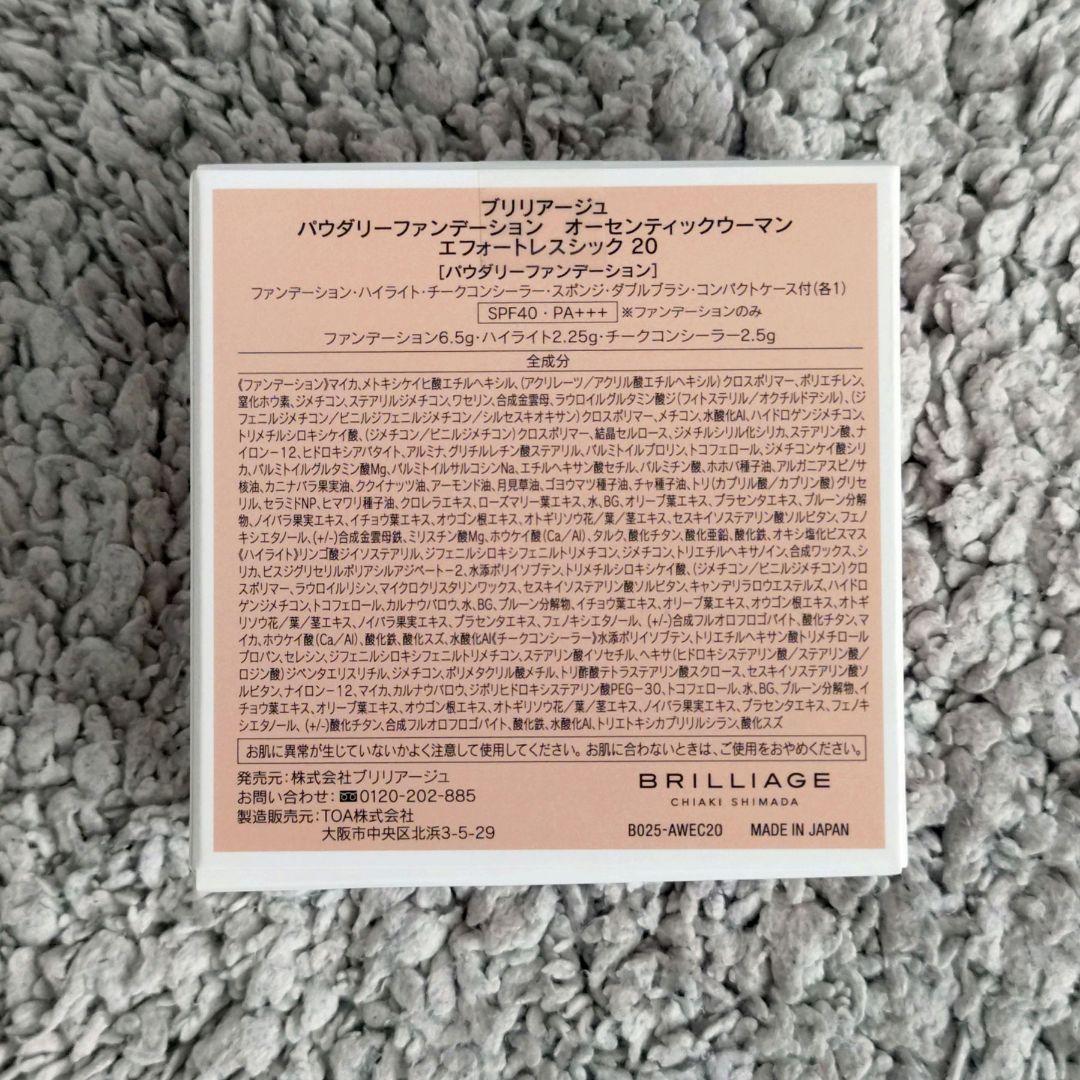 ブリリアージュ
パウダリーファンデーション　オーセンティックウーマン
エフォートレスシック 20
[パウダリーファンデーション]
ファンデーション・ハイライト・チークコンシーラー・スポンジ・ダブルブラシ・コンパクトケース付(各1)
SPF40・PA+++ ※ファンデーションのみ
ファンデーション6.5g・ハイライト2.25g・チークコンシーラー2.5g
全成分
《ファンデーション》マイカ、メトキシケイヒ酸エチルヘキシル、(アクリレーツ／アクリル酸エチルヘキシル)クロスポリマー、ポリエチレン、
窒化ホウ素、ジメチコン、ステアリルジメチコン、ワセリン、合成金雲母、ラウロイルグルタミン酸ジ(フィトステリル／オクチルドデシル)、(ジ
フェニルジメチコン／ビニルジフェニルジメチコン／シルセスキオキサン)クロスポリマー、メチコン、水酸化Al、ハイドロゲンジメチコン、
トリメチルシロキシケイ酸、(ジメチコン／ビニルジメチコン)クロスポリマー、結晶セルロース、ジメチルシリル化シリカ、ステアリン酸、ナ
イロン－12、ヒドロキシアパタイト、アルミナ、グリチルレチン酸ステアリル、パルミトイルプロリン、トコフェロール、ジメチコンケイ酸シリ
カ、パルミトイルグルタミン酸Mg、パルミトイルサルコシンNa、エチルヘキサン酸セチル、パルミチン酸、ホホバ種子油、アルガニアスピノサ
核油、カニナバラ果実油、ククイナッツ油、アーモンド油、月見草油、ゴヨウマツ種子油、チャ種子油、トリ(カプリル酸／カプリン酸)グリセ
リル、セラミドNP、ヒマワリ種子油、クロレラエキス、ローズマリー葉エキス、水、BG、オリーブ葉エキス、プラセンタエキス、プルーン分解
物、ノイバラ果実エキス、イチョウ葉エキス、オウゴン根エキス、オトギリソウ花／葉／茎エキス、セスキイソステアリン酸ソルビタン、フェノ
キシエタノール、(+/-)合成金雲母鉄、ミリスチン酸Mg、ホウケイ酸(Ca／Al)、タルク、酸化チタン、酸化亜鉛、酸化鉄、オキシ塩化ビスマス
《ハイライト》リンゴ酸ジイソステアリル、ジフェニルシロキシフェニルトリメチコン、ジメチコン、トリエチルヘキサノイン、合成ワックス、シ
リカ、ビスジグリセリルポリアシルアジペート－2、水添ポリイソブテン、トリメチルシロキシケイ酸、(ジメチコン／ビニルジメチコン)クロ
スポリマー、ラウロイルリシン、マイクロクリスタリンワックス、セスキイソステアリン酸ソルビタン、キャンデリラロウエステルズ、ハイドロ
ゲンジメチコン、トコフェロール、カルナウバロウ、水、BG、プルーン分解物、イチョウ葉エキス、オリーブ葉エキス、オウゴン根エキス、オトギ
リソウ花／葉／茎エキス、ノイバラ果実エキス、プラセンタエキス、フェノキシエタノール、(+/-)合成フルオロフロゴパイト、酸化チタン、マ
イカ、ホウケイ酸(Ca／Al)、酸化鉄、酸化スズ、水酸化Al《チークコンシーラー》水添ポリイソブテン、トリエチルヘキサン酸トリメチロール
プロパン、セレシン、ジフェニルシロキシフェニルトリメチコン、ステアリン酸イソセチル、ヘキサ(ヒドロキシステアリン酸／ステアリン酸／
ロジン酸)ジペンタエリスリチル、ジメチコン、ポリメタクリル酸メチル、トリ酢酸テトラステアリン酸スクロース、セスキイソステアリン酸ソ
ルビタン、ナイロン－12、マイカ、カルナウバロウ、ジポリヒドロキシステアリン酸PEG－30、トコフェロール、水、BG、プルーン分解物、イ
チョウ葉エキス、オリーブ葉エキス、オウゴン根エキス、オトギリソウ花／葉／茎エキス、ノイバラ果実エキス、プラセンタエキス、フェノキ
シエタノール、(+/-)酸化チタン、合成フルオロフロゴパイト、酸化鉄、水酸化Al、トリエトキシカプリリルシラン、酸化スズ
お肌に異常が生じていないかよく注意して使用してください。お肌に合わないときは、ご使用をおやめください。
発売元：株式会社ブリリアージュ
お問い合わせ：0120-202-885
製造販売元：TOA株式会社
大阪市中央区北浜3-5-29
BRILLIAGE
CHIAKI SHIMADA
B025-AWEC20 MADE IN JAPAN